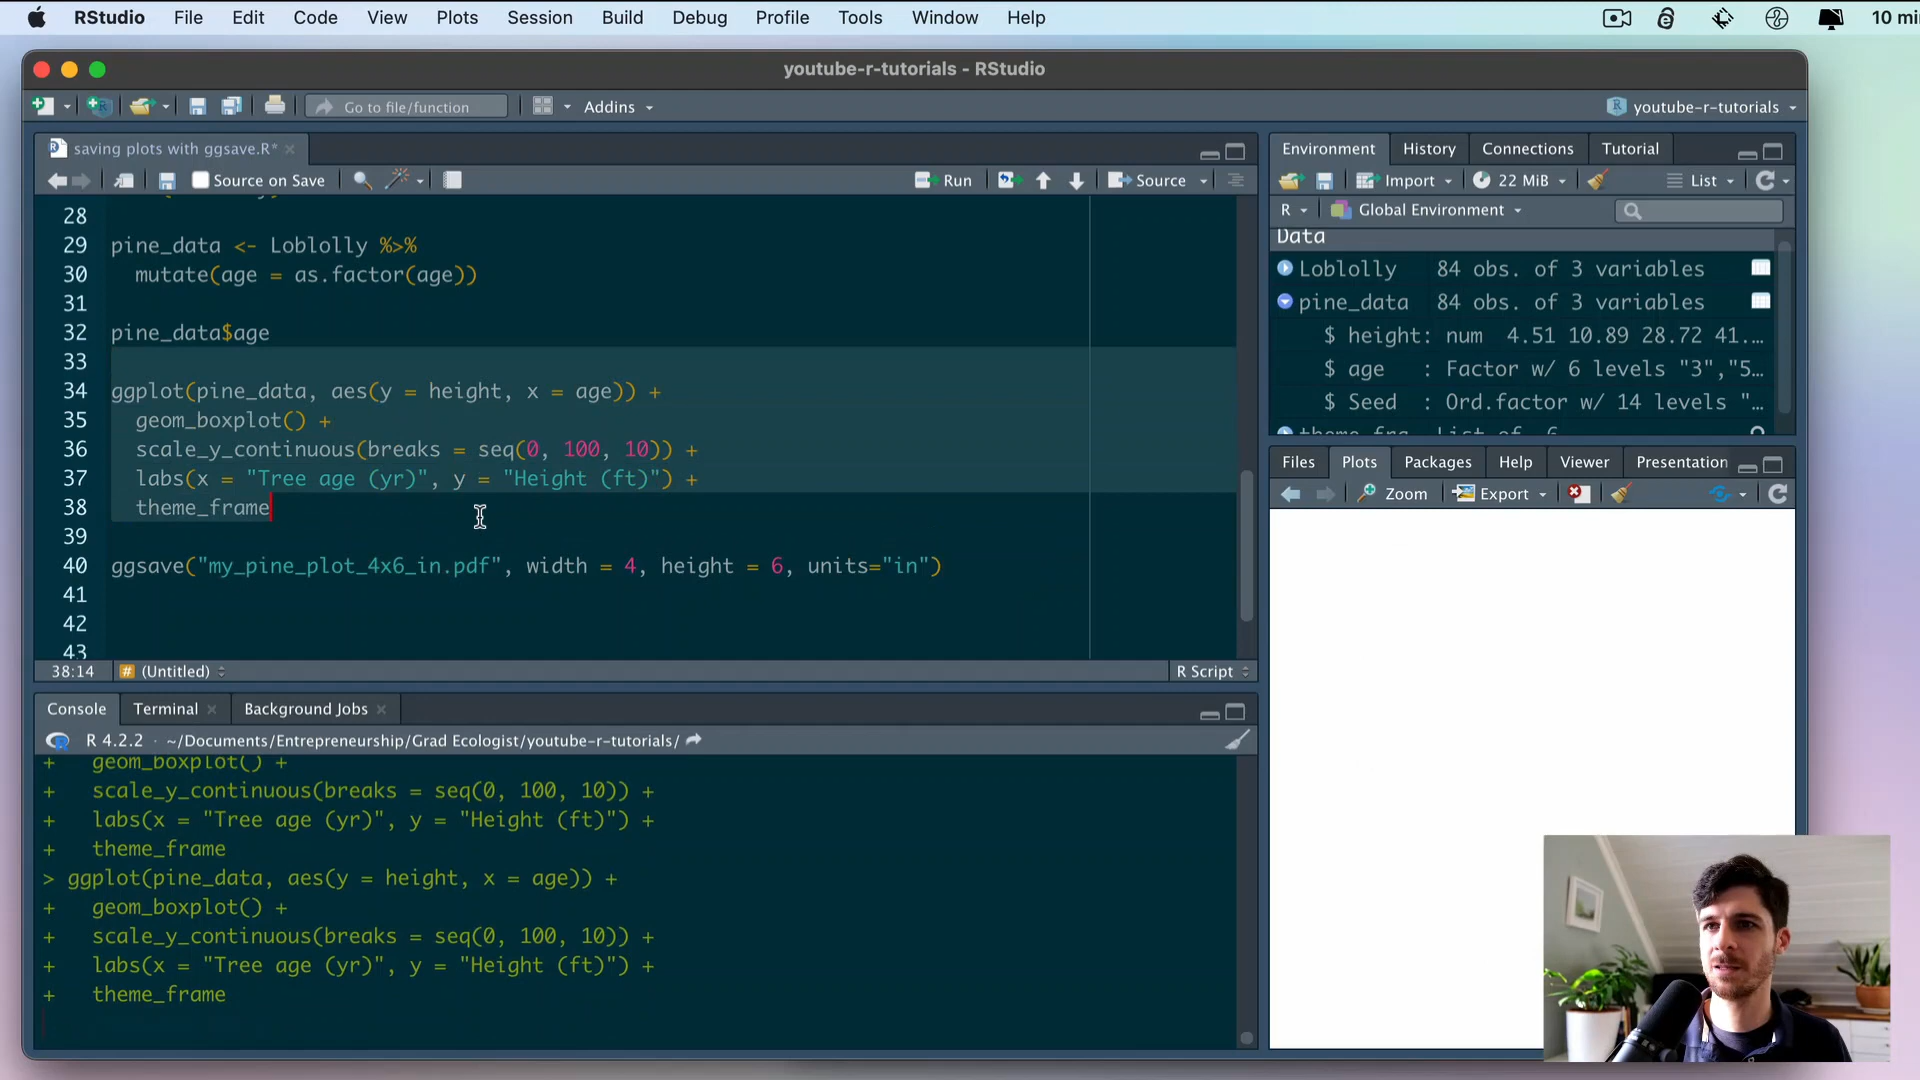 RStudio File Edit Code View Plots Session Build Debug Profile Tools Window Help 10 mi
youtube-r-tutorials - RStudio
Go to file/function Addins youtube-r-tutorials
saving plots with ggsave.R*
Source on Save Run Source
28
29 pine_data <- Loblolly %>%
30 mutate(age = as.factor(age))
31
32 pine_data$age
33
34 ggplot(pine_data, aes(y = height, x = age)) +
35 geom_boxplot() +
36 scale_y_continuous(breaks = seq(0, 100, 10)) +
37 labs(x = "Tree age (yr)", y = "Height (ft)") +
38 theme_frame
39
40 ggsave("my_pine_plot_4x6_in.pdf", width = 4, height = 6, units="in")
41
42
43
38:14 # (Untitled) R Script
Console Terminal Background Jobs
R 4.2.2 · ~/Documents/Entrepreneurship/Grad Ecologist/youtube-r-tutorials/
+ geom_boxplot() +
+ scale_y_continuous(breaks = seq(0, 100, 10)) +
+ labs(x = "Tree age (yr)", y = "Height (ft)") +
+ theme_frame
> ggplot(pine_data, aes(y = height, x = age)) +
+ geom_boxplot() +
+ scale_y_continuous(breaks = seq(0, 100, 10)) +
+ labs(x = "Tree age (yr)", y = "Height (ft)") +
+ theme_frame
Environment History Connections Tutorial
Import 22 MiB List
R Global Environment
Data
Loblolly 84 obs. of 3 variables
pine_data 84 obs. of 3 variables
$ height: num 4.51 10.89 28.72 41.…
$ age : Factor w/ 6 levels "3","5…
$ Seed : Ord.factor w/ 14 levels "…
Files Plots Packages Help Viewer Presentation
Zoom Export